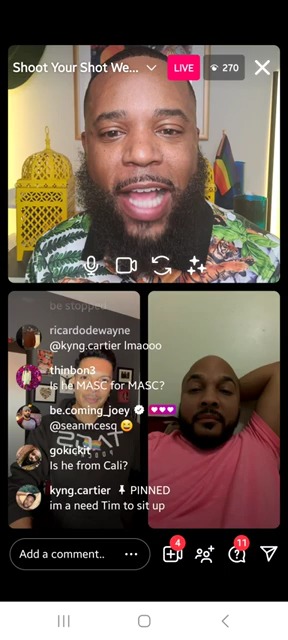 Shoot Your Shot We...
LIVE
270
be stopped.
ricardodewayne
@kyng.cartier lmaooo
thinbon3
Is he MASC for MASC?
be.coming_joey
@seanmcesq 😆
gokickit
Is he from Cali?
kyng.cartier PINNED
im a need Tim to sit up
Add a comment..
4
11